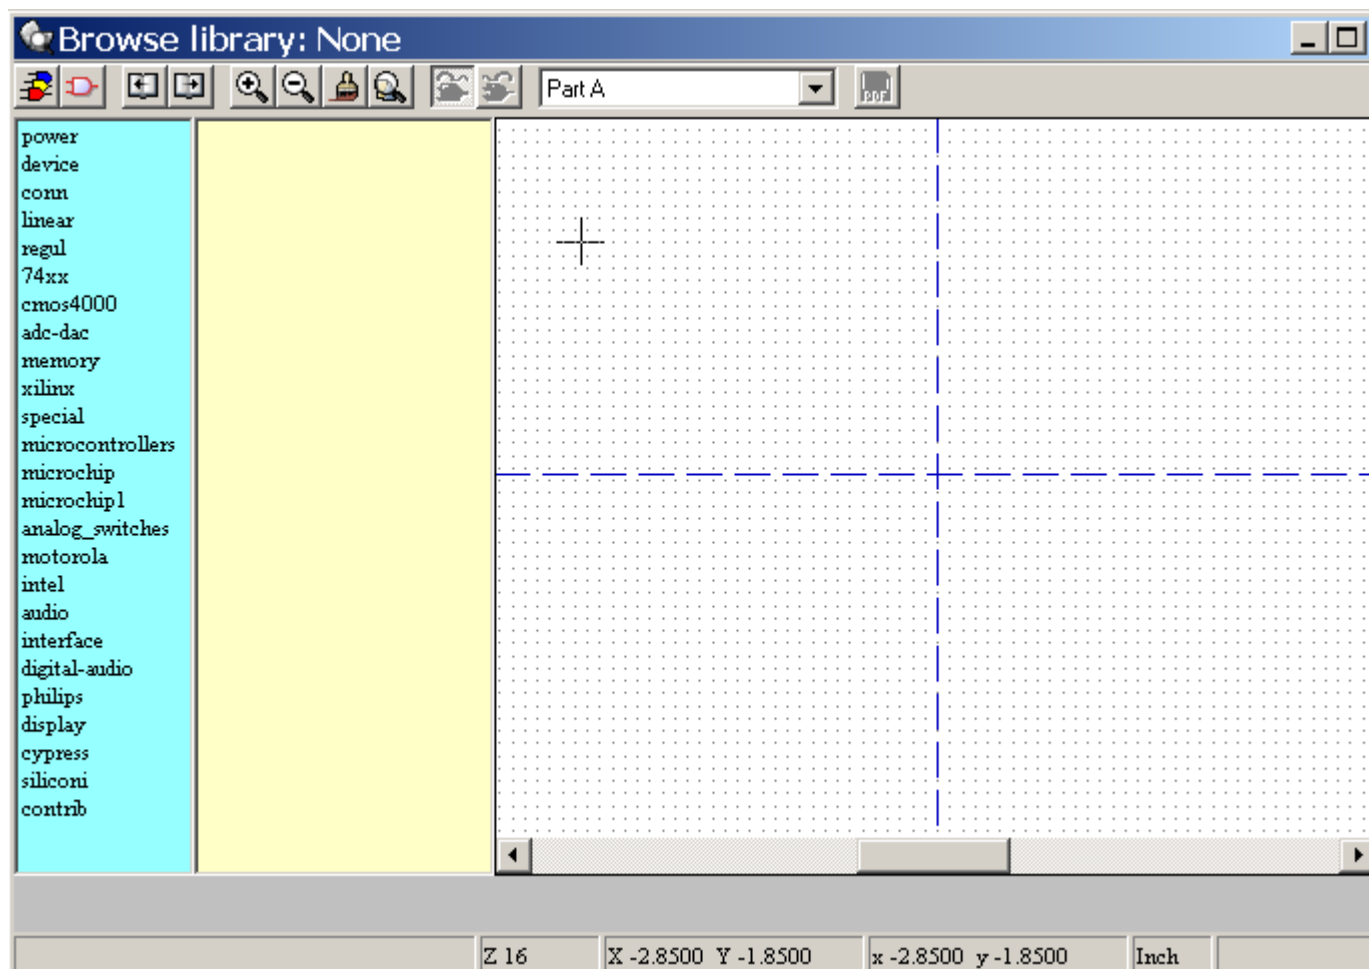 Browse library: None
Part A
PDF
power
device
conn
linear
regul
74xx
cmos4000
adc-dac
memory
xilinx
special
microcontrollers
microchip
microchip1
analog_switches
motorola
intel
audio
interface
digital-audio
philips
display
cypress
siliconi
contrib
Z 16 X -2.8500 Y -1.8500 x -2.8500 y -1.8500 Inch